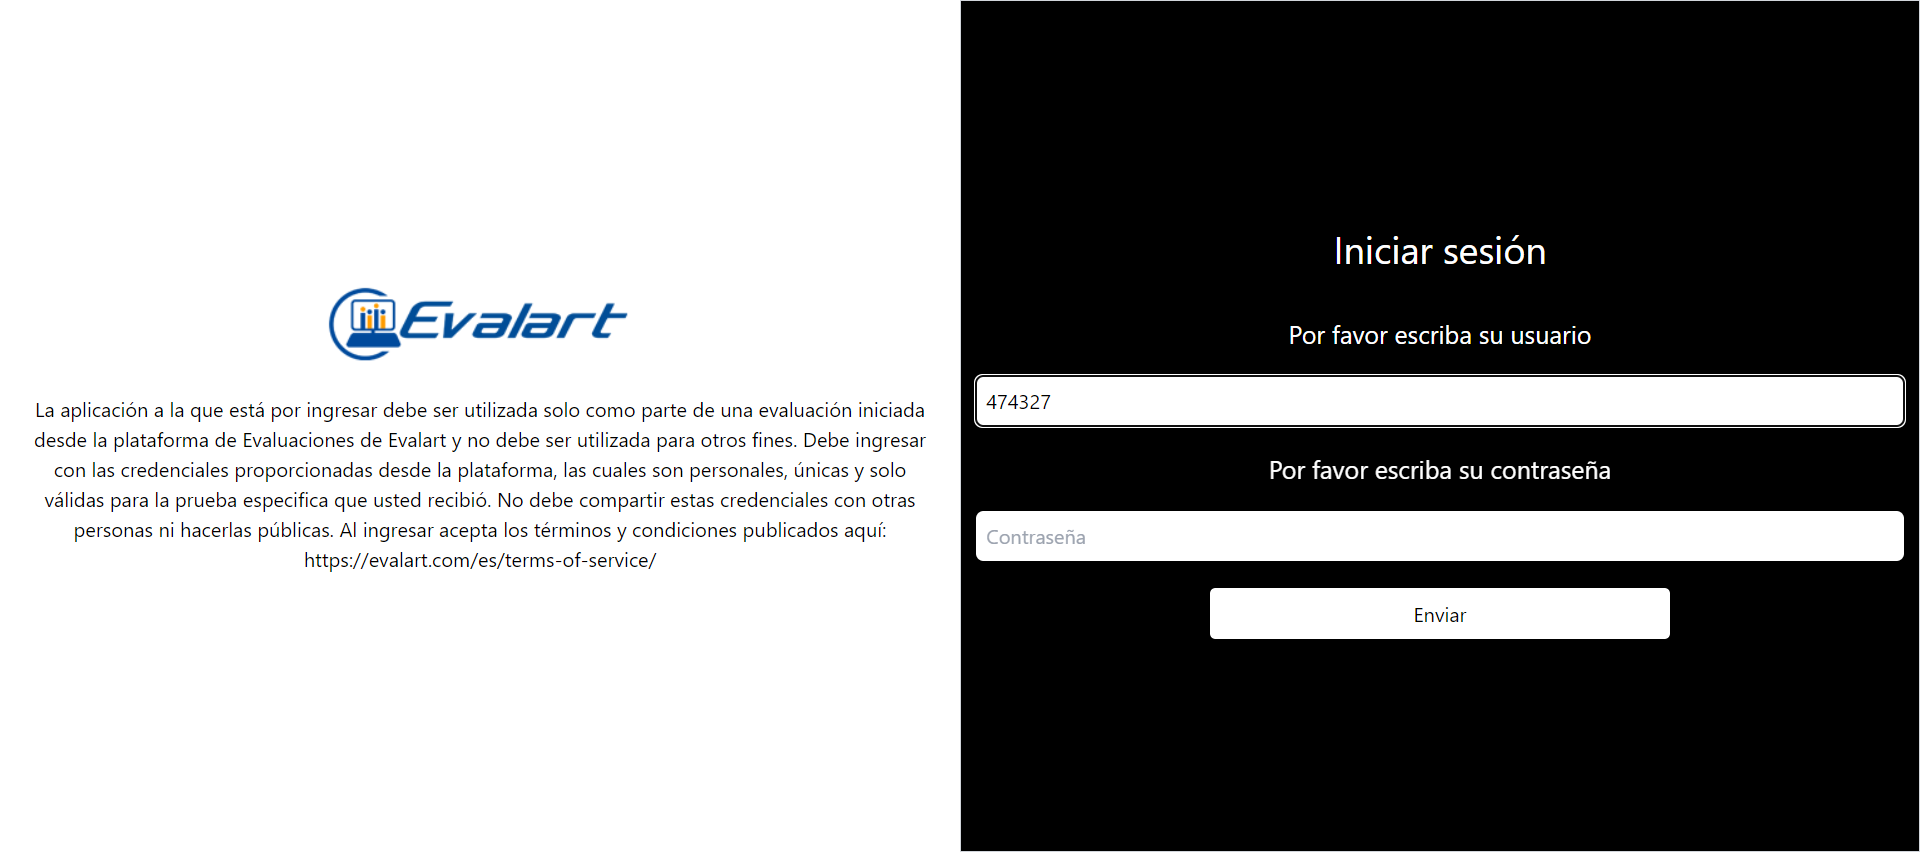 Evalart
La aplicación a la que está por ingresar debe ser utilizada solo como parte de una evaluación iniciada
desde la plataforma de Evaluaciones de Evalart y no debe ser utilizada para otros fines. Debe ingresar
con las credenciales proporcionadas desde la plataforma, las cuales son personales, únicas y solo
válidas para la prueba especifica que usted recibió. No debe compartir estas credenciales con otras
personas ni hacerlas públicas. Al ingresar acepta los términos y condiciones publicados aquí:
https://evalart.com/es/terms-of-service/
Iniciar sesión
Por favor escriba su usuario
474327
Por favor escriba su contraseña
Contraseña
Enviar